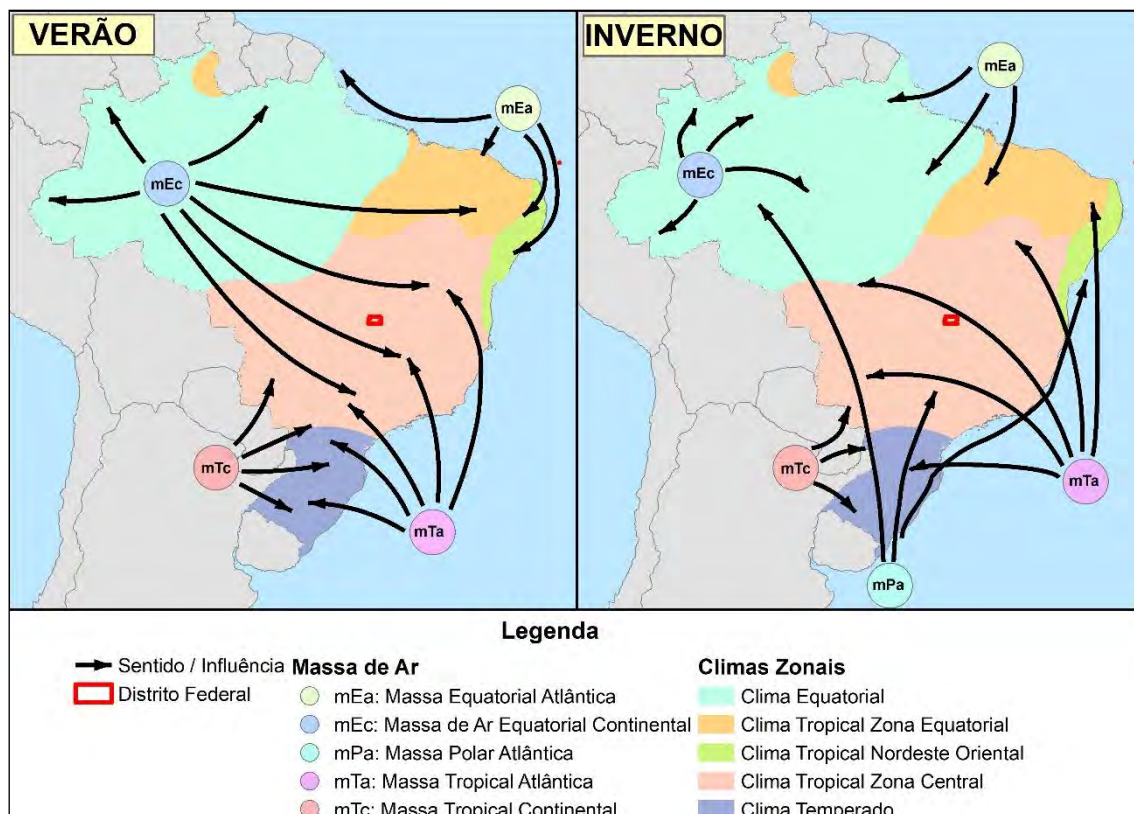 VERÃO
mEa
mEc
mTc
mTa
INVERNO
mEa
mEc
mTc
mTa
mPa
Legenda
Sentido / Influência
Distrito Federal
Massa de Ar
mEa: Massa Equatorial Atlântica
mEc: Massa de Ar Equatorial Continental
mPa: Massa Polar Atlântica
mTa: Massa Tropical Atlântica
mTc: Massa Tropical Continental
Climas Zonais
Clima Equatorial
Clima Tropical Zona Equatorial
Clima Tropical Nordeste Oriental
Clima Tropical Zona Central
Clima Temperado